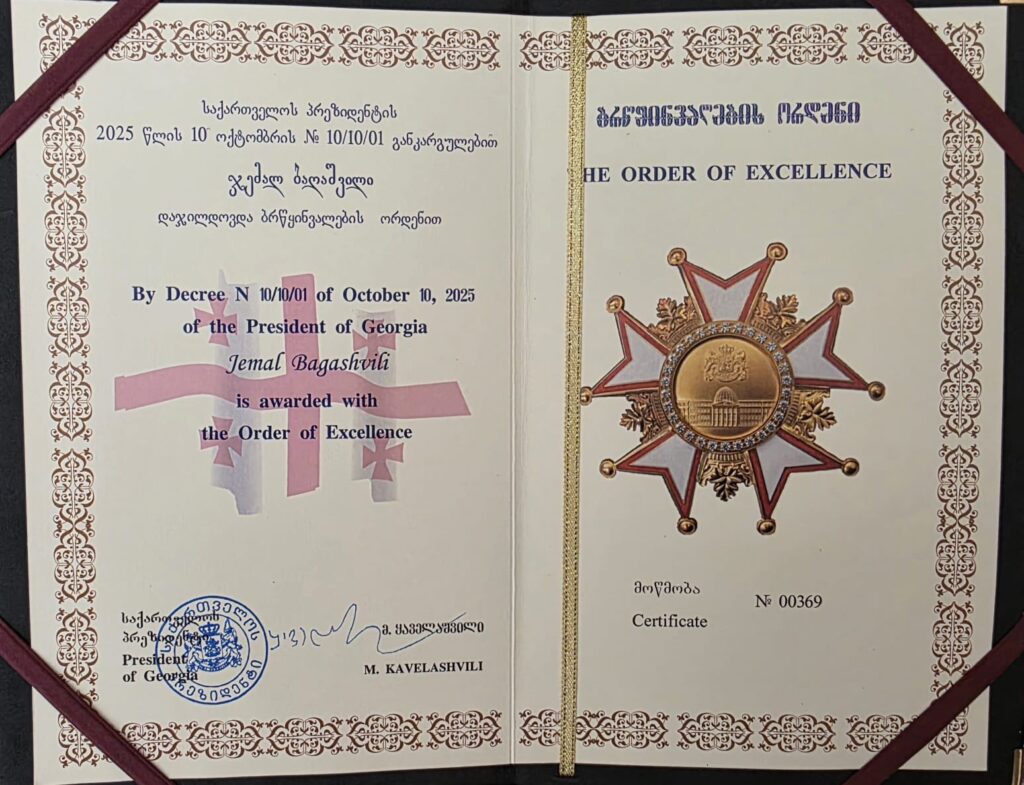 საქართველოს პრეზიდენტის
2025 წლის 10 ოქტომბრის № 10/10/01 განკარგულებით
ჯემალ ბაღაშვილი
დაჯილდოვდა ბრწყინვალების ორდენით
By Decree N 10/10/01 of October 10, 2025
of the President of Georgia
Jemal Bagashvili
is awarded with
the Order of Excellence
საქართველოს
პრეზიდენტი
President
of Georgia
საქართველოს
პრეზიდენტი
მ. ყაველაშვილი
M. KAVELASHVILI
ბრწყინვალების ორდენი
HE ORDER OF EXCELLENCE
მოწმობა
Certificate
№ 00369